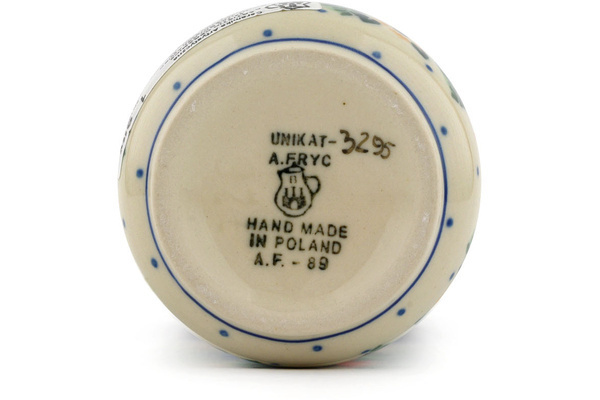 UNIKAT-3295
A.FRYC
HAND MADE
IN POLAND
A.F. - 89